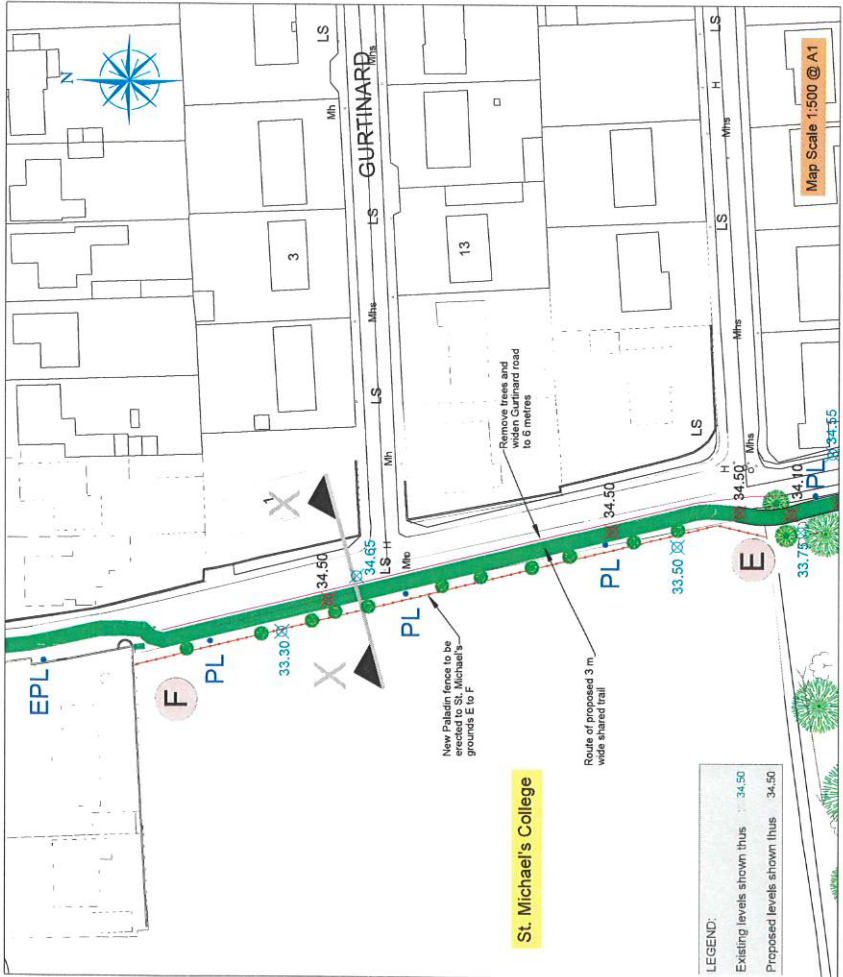 N
LS
Mhs
Mh
GURTINARD
LS
3
Mhs
LS
Mh
13
LS
H
Mhs
LS
Mhs
Map Scale 1:500 @ A1
EPL
F
PL
33.30
X
1
X
34.50
34.65
LS
H
PL
New Paladin fence to be
erected to St. Michael's
grounds E to F
Remove trees and
widen Gurtinard road
to 6 metres
Route of proposed 3 m
wide shared trail
PL
34.50
33.50
E
LS
H
34.50
Mhs
34.10
33.75
PL
34.55
St. Michael's College
LEGEND:
Existing levels shown thus : 34.50
Proposed levels shown thus 34.50